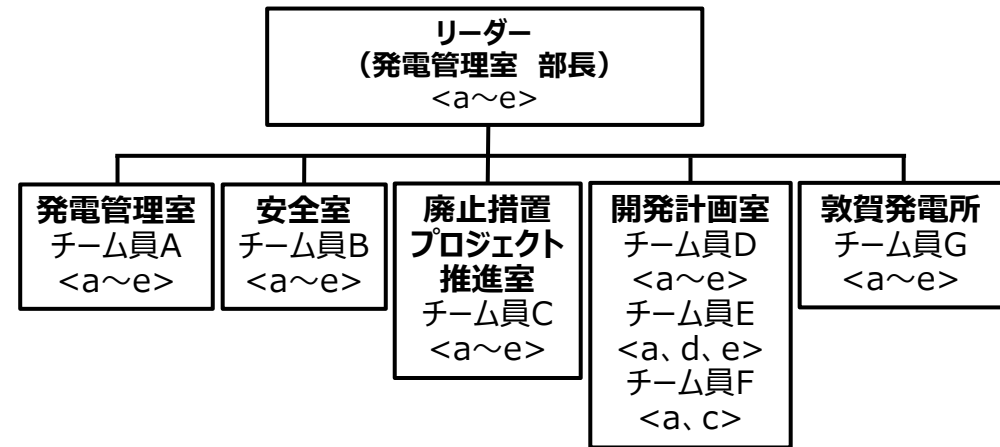 リーダー
（発電管理室　部長）
<a～e>
発電管理室
チーム員A
<a～e>
安全室
チーム員B
<a～e>
廃止措置
プロジェクト
推進室
チーム員C
<a～e>
開発計画室
チーム員D
<a～e>
チーム員E
<a、d、e>
チーム員F
<a、c>
敦賀発電所
チーム員G
<a～e>